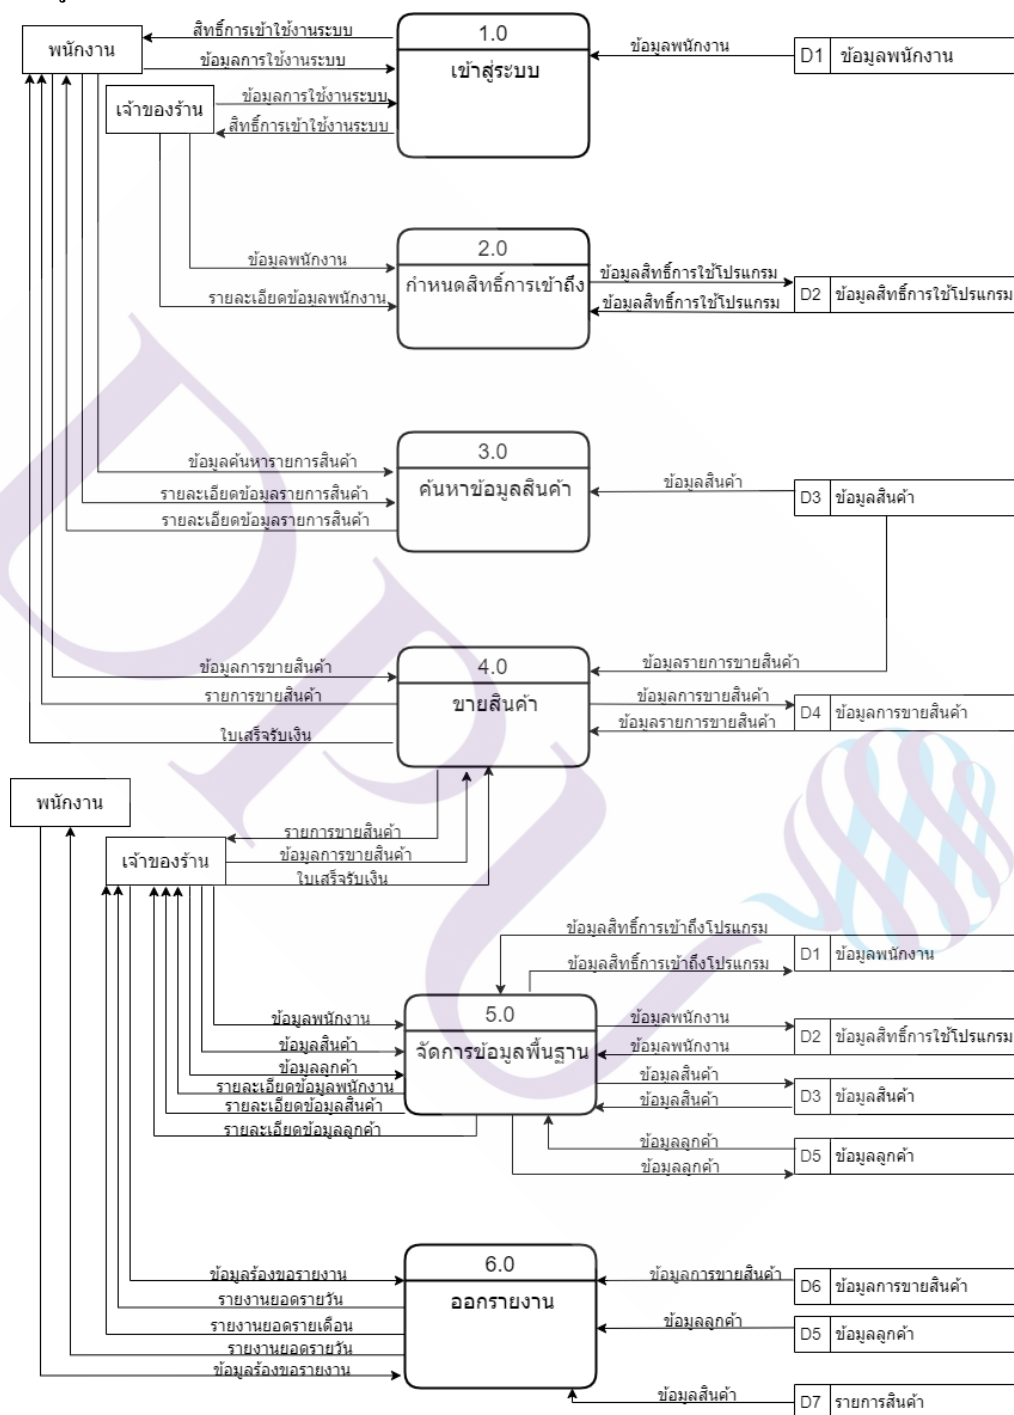 สิทธิ์การเข้าใช้งานระบบ
พนักงาน
ข้อมูลการใช้งานระบบ
1.0
เข้าสู่ระบบ
ข้อมูลพนักงาน
D1 ข้อมูลพนักงาน
เจ้าของร้าน
ข้อมูลการใช้งานระบบ
สิทธิ์การเข้าใช้งานระบบ
2.0
กำหนดสิทธิ์การเข้าถึง
ข้อมูลพนักงาน
รายละเอียดข้อมูลพนักงาน
ข้อมูลสิทธิ์การใช้โปรแกรม
ข้อมูลสิทธิ์การใช้โปรแกรม
D2 ข้อมูลสิทธิ์การใช้โปรแกรม
3.0
ค้นหาข้อมูลสินค้า
ข้อมูลค้นหารายการสินค้า
รายละเอียดข้อมูลรายการสินค้า
รายละเอียดข้อมูลรายการสินค้า
ข้อมูลสินค้า
D3 ข้อมูลสินค้า
4.0
ขายสินค้า
ข้อมูลการขายสินค้า
รายการขายสินค้า
ใบเสร็จรับเงิน
ข้อมูลรายการขายสินค้า
ข้อมูลการขายสินค้า
ข้อมูลรายการขายสินค้า
D4 ข้อมูลการขายสินค้า
DPU
พนักงาน
เจ้าของร้าน
รายการขายสินค้า
ข้อมูลการขายสินค้า
ใบเสร็จรับเงิน
ข้อมูลสิทธิ์การเข้าถึงโปรแกรม
ข้อมูลสิทธิ์การเข้าถึงโปรแกรม
D1 ข้อมูลพนักงาน
5.0
จัดการข้อมูลพื้นฐาน
ข้อมูลพนักงาน
ข้อมูลสินค้า
ข้อมูลลูกค้า
รายละเอียดข้อมูลพนักงาน
รายละเอียดข้อมูลสินค้า
รายละเอียดข้อมูลลูกค้า
ข้อมูลพนักงาน
ข้อมูลพนักงาน
D2 ข้อมูลสิทธิ์การใช้โปรแกรม
ข้อมูลสินค้า
ข้อมูลสินค้า
D3 ข้อมูลสินค้า
ข้อมูลลูกค้า
ข้อมูลลูกค้า
D5 ข้อมูลลูกค้า
6.0
ออกรายงาน
ข้อมูลร้องขอรายงาน
รายงานยอดรายวัน
รายงานยอดรายเดือน
รายงานยอดรายวัน
ข้อมูลร้องขอรายงาน
ข้อมูลการขายสินค้า
D6 ข้อมูลการขายสินค้า
ข้อมูลลูกค้า
D5 ข้อมูลลูกค้า
ข้อมูลสินค้า
D7 รายการสินค้า